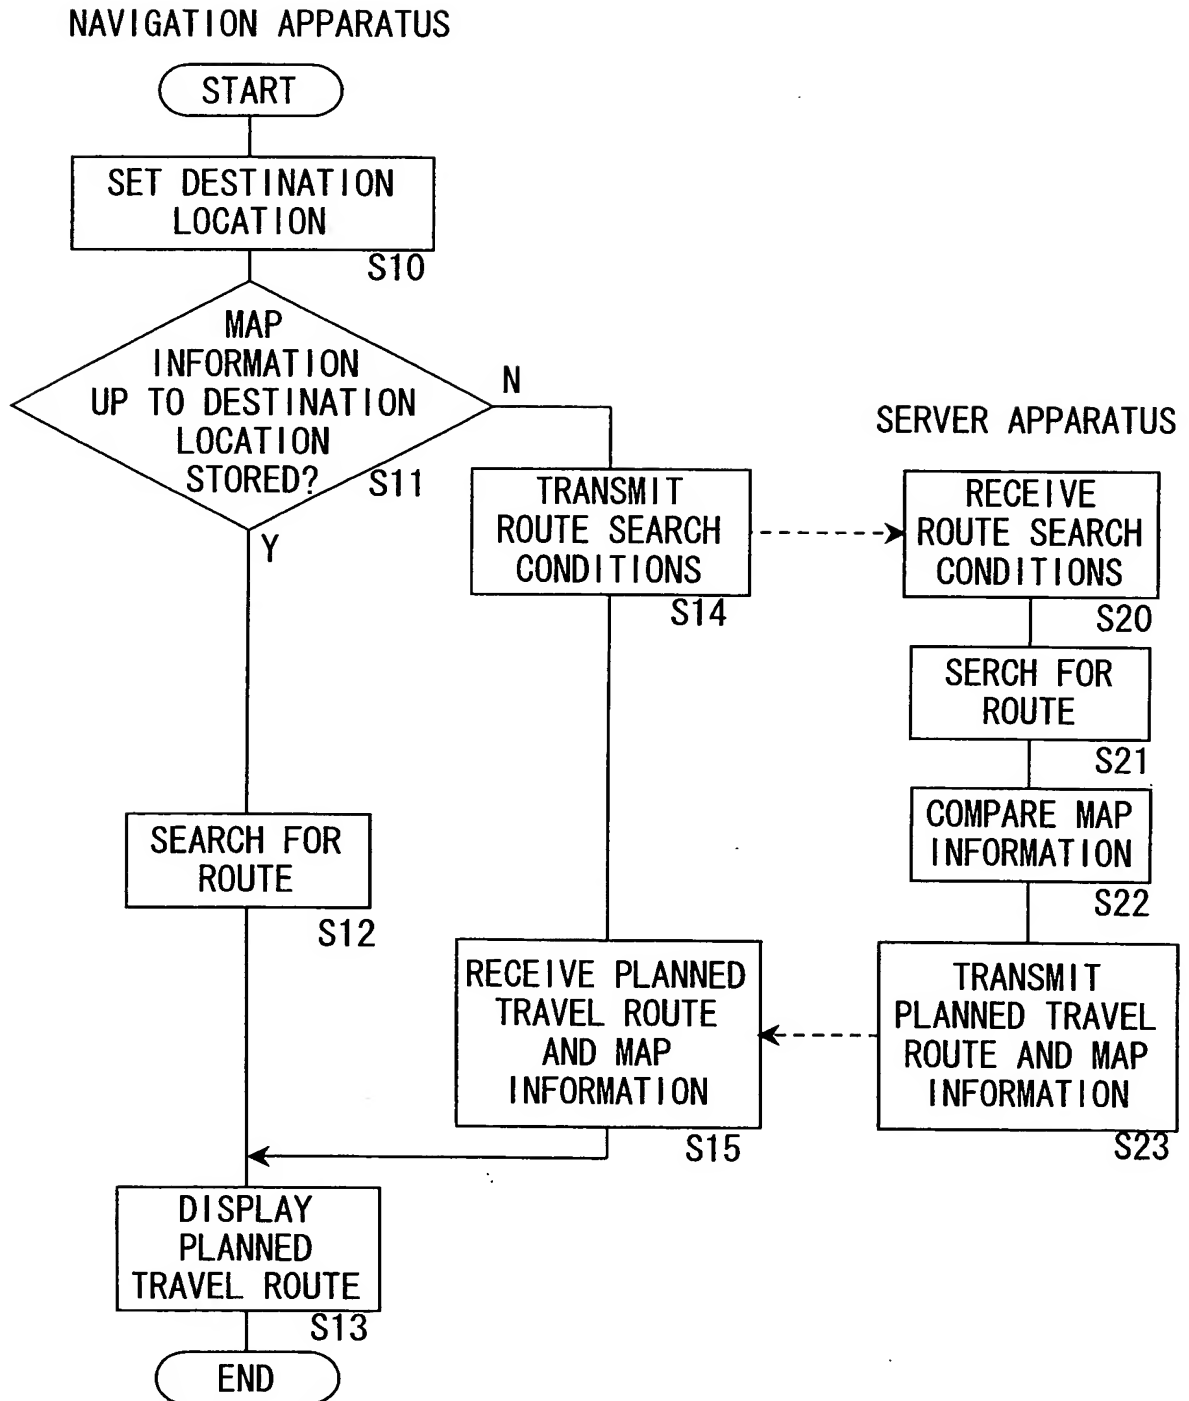 NAVIGATION APPARATUS
START
SET DESTINATION
LOCATION
S10
MAP
INFORMATION
UP TO DESTINATION
LOCATION
STORED?
S11
N
Y
SEARCH FOR
ROUTE
S12
TRANSMIT
ROUTE SEARCH
CONDITIONS
S14
RECEIVE PLANNED
TRAVEL ROUTE
AND MAP
INFORMATION
S15
DISPLAY
PLANNED
TRAVEL ROUTE
S13
END
SERVER APPARATUS
RECEIVE
ROUTE SEARCH
CONDITIONS
S20
SERCH FOR
ROUTE
S21
COMPARE MAP
INFORMATION
S22
TRANSMIT
PLANNED TRAVEL
ROUTE AND MAP
INFORMATION
S23